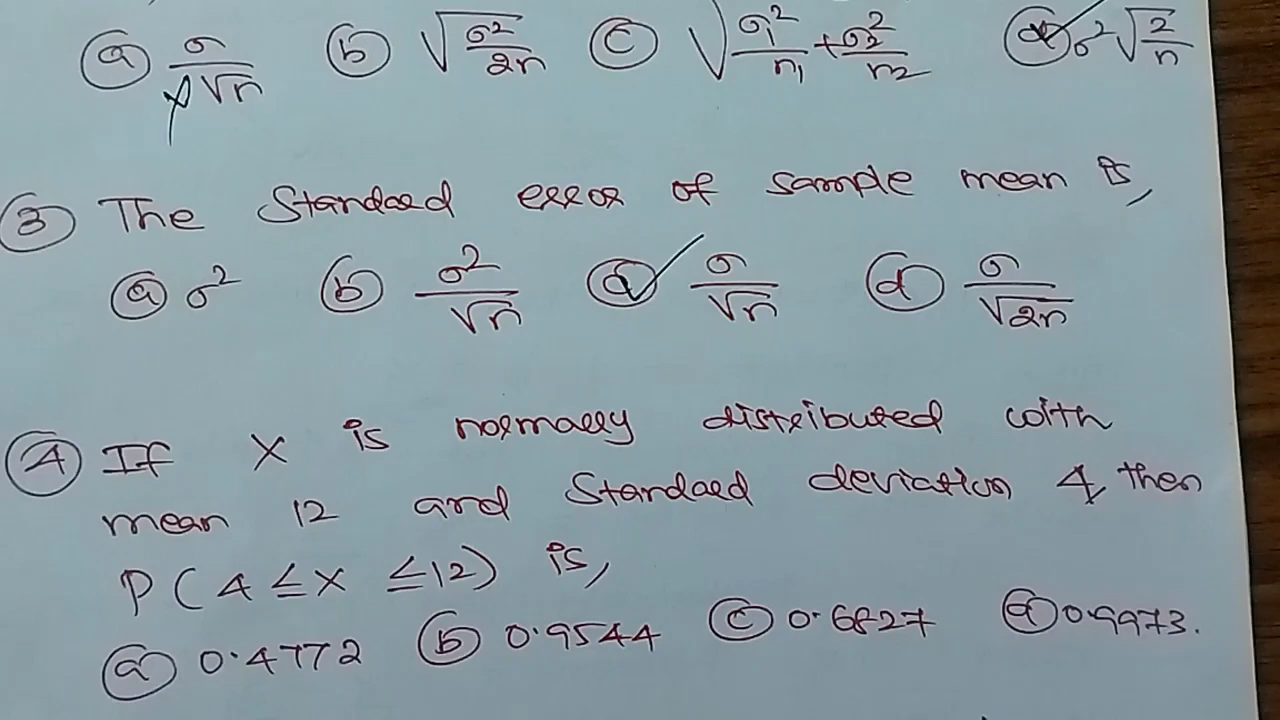 ⓐ σ/√n ⓑ √(σ²/2n) ⓒ √(σ₁²/n₁ + σ₂²/n₂) ⓓ σ²√(2/n)
③ The Standard error of sample mean is,
ⓐ σ² ⓑ σ²/√n ⓒ σ/√n ⓓ σ/√2n
④ If X is normally distributed with
mean 12 and Standard deviation 4, then
P(4 ≤ X ≤ 12) is,
ⓐ 0.4772 ⓑ 0.9544 ⓒ 0.6827 ⓓ 0.9973.